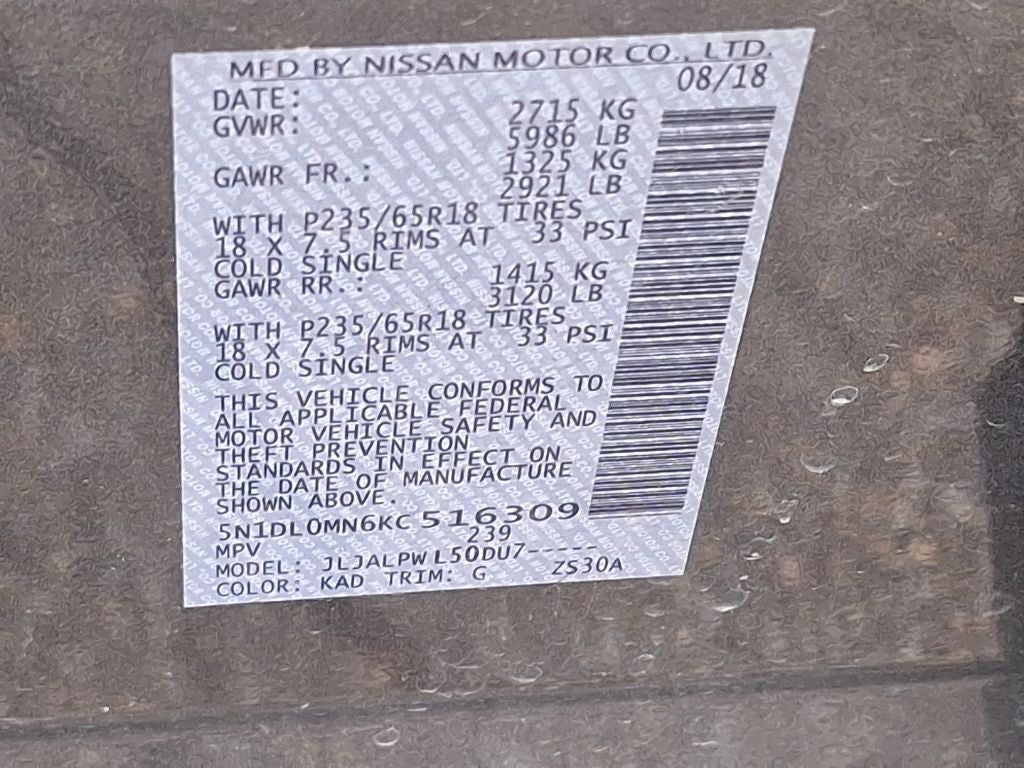 MFD BY NISSAN MOTOR CO., LTD.
DATE: 08/18
GVWR: 2715 KG
5986 LB
GAWR FR.: 1325 KG
2921 LB
WITH P235/65R18 TIRES
18 X 7.5 RIMS AT 33 PSI
COLD SINGLE
GAWR RR.: 1415 KG
3120 LB
WITH P235/65R18 TIRES
18 X 7.5 RIMS AT 33 PSI
COLD SINGLE
THIS VEHICLE CONFORMS TO
ALL APPLICABLE FEDERAL
MOTOR VEHICLE SAFETY AND
THEFT PREVENTION
STANDARDS IN EFFECT ON
THE DATE OF MANUFACTURE
SHOWN ABOVE.
5N1DL0MN6KC516309
MPV 239
MODEL: JLJALPWL50DU7-----
COLOR: KAD TRIM: G ZS30A